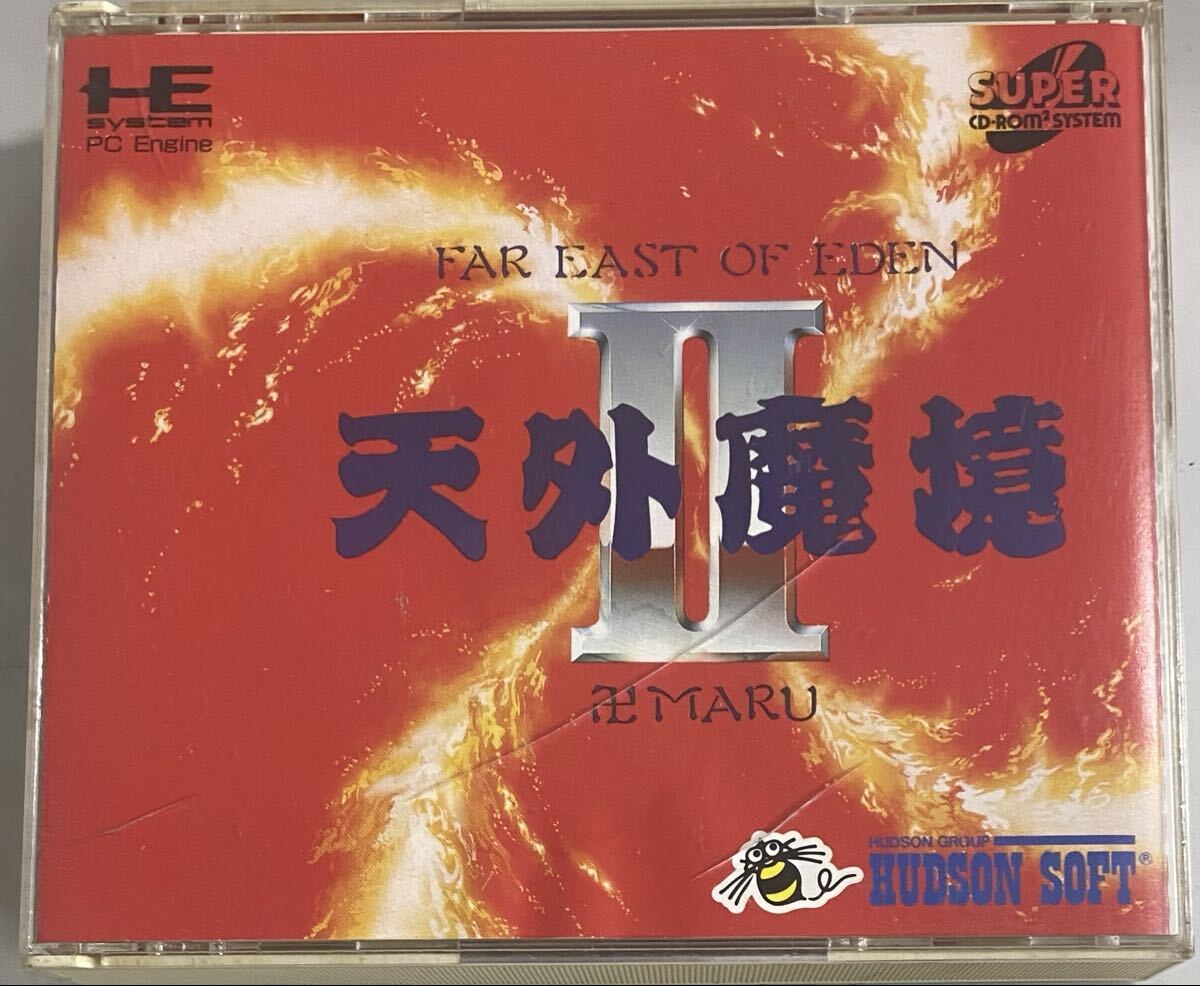 HE
system
PC Engine
SUPER
CD-ROM² SYSTEM
FAR EAST OF EDEN
II
天外魔境
卍MARU
HUDSON GROUP
HUDSON SOFT®